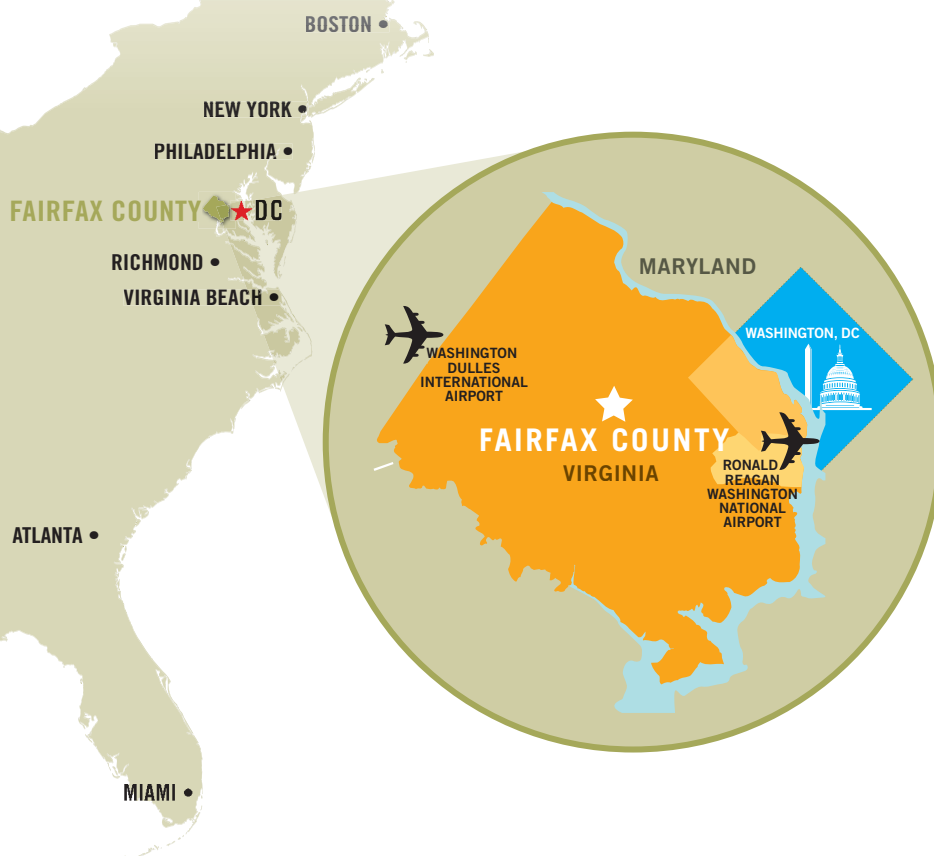 BOSTON
NEW YORK
PHILADELPHIA
FAIRFAX COUNTY
DC
RICHMOND
VIRGINIA BEACH
ATLANTA
MIAMI
MARYLAND
WASHINGTON, DC
WASHINGTON
DULLES
INTERNATIONAL
AIRPORT
FAIRFAX COUNTY
VIRGINIA
RONALD
REAGAN
WASHINGTON
NATIONAL
AIRPORT